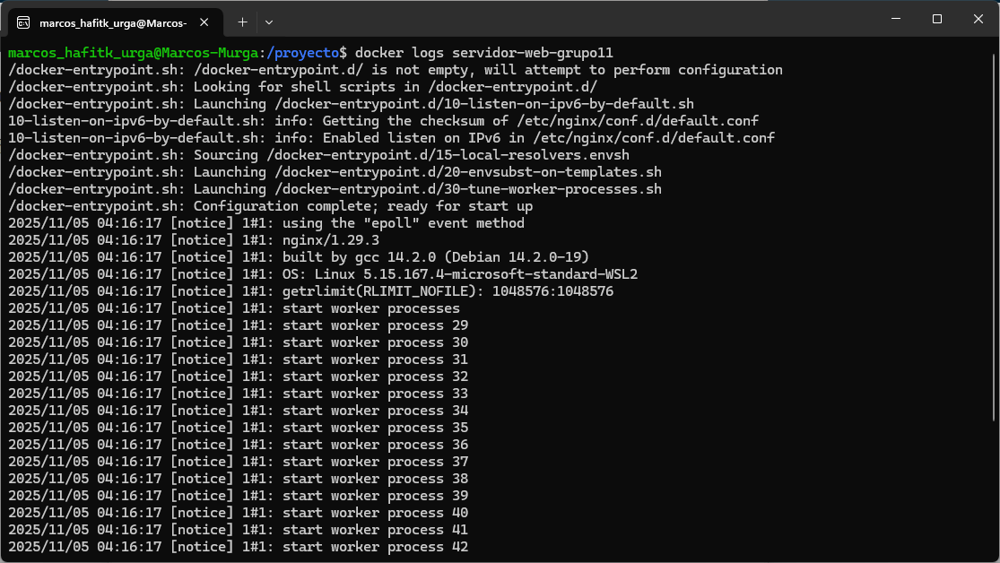 marcos_hafitk_urga@Marcos-
marcos_hafitk_urga@Marcos-Murga:/proyecto$ docker logs servidor-web-grupo11
/docker-entrypoint.sh: /docker-entrypoint.d/ is not empty, will attempt to perform configuration
/docker-entrypoint.sh: Looking for shell scripts in /docker-entrypoint.d/
/docker-entrypoint.sh: Launching /docker-entrypoint.d/10-listen-on-ipv6-by-default.sh
10-listen-on-ipv6-by-default.sh: info: Getting the checksum of /etc/nginx/conf.d/default.conf
10-listen-on-ipv6-by-default.sh: info: Enabled listen on IPv6 in /etc/nginx/conf.d/default.conf
/docker-entrypoint.sh: Sourcing /docker-entrypoint.d/15-local-resolvers.envsh
/docker-entrypoint.sh: Launching /docker-entrypoint.d/20-envsubst-on-templates.sh
/docker-entrypoint.sh: Launching /docker-entrypoint.d/30-tune-worker-processes.sh
/docker-entrypoint.sh: Configuration complete; ready for start up
2025/11/05 04:16:17 [notice] 1#1: using the "epoll" event method
2025/11/05 04:16:17 [notice] 1#1: nginx/1.29.3
2025/11/05 04:16:17 [notice] 1#1: built by gcc 14.2.0 (Debian 14.2.0-19)
2025/11/05 04:16:17 [notice] 1#1: OS: Linux 5.15.167.4-microsoft-standard-WSL2
2025/11/05 04:16:17 [notice] 1#1: getrlimit(RLIMIT_NOFILE): 1048576:1048576
2025/11/05 04:16:17 [notice] 1#1: start worker processes
2025/11/05 04:16:17 [notice] 1#1: start worker process 29
2025/11/05 04:16:17 [notice] 1#1: start worker process 30
2025/11/05 04:16:17 [notice] 1#1: start worker process 31
2025/11/05 04:16:17 [notice] 1#1: start worker process 32
2025/11/05 04:16:17 [notice] 1#1: start worker process 33
2025/11/05 04:16:17 [notice] 1#1: start worker process 34
2025/11/05 04:16:17 [notice] 1#1: start worker process 35
2025/11/05 04:16:17 [notice] 1#1: start worker process 36
2025/11/05 04:16:17 [notice] 1#1: start worker process 37
2025/11/05 04:16:17 [notice] 1#1: start worker process 38
2025/11/05 04:16:17 [notice] 1#1: start worker process 39
2025/11/05 04:16:17 [notice] 1#1: start worker process 40
2025/11/05 04:16:17 [notice] 1#1: start worker process 41
2025/11/05 04:16:17 [notice] 1#1: start worker process 42